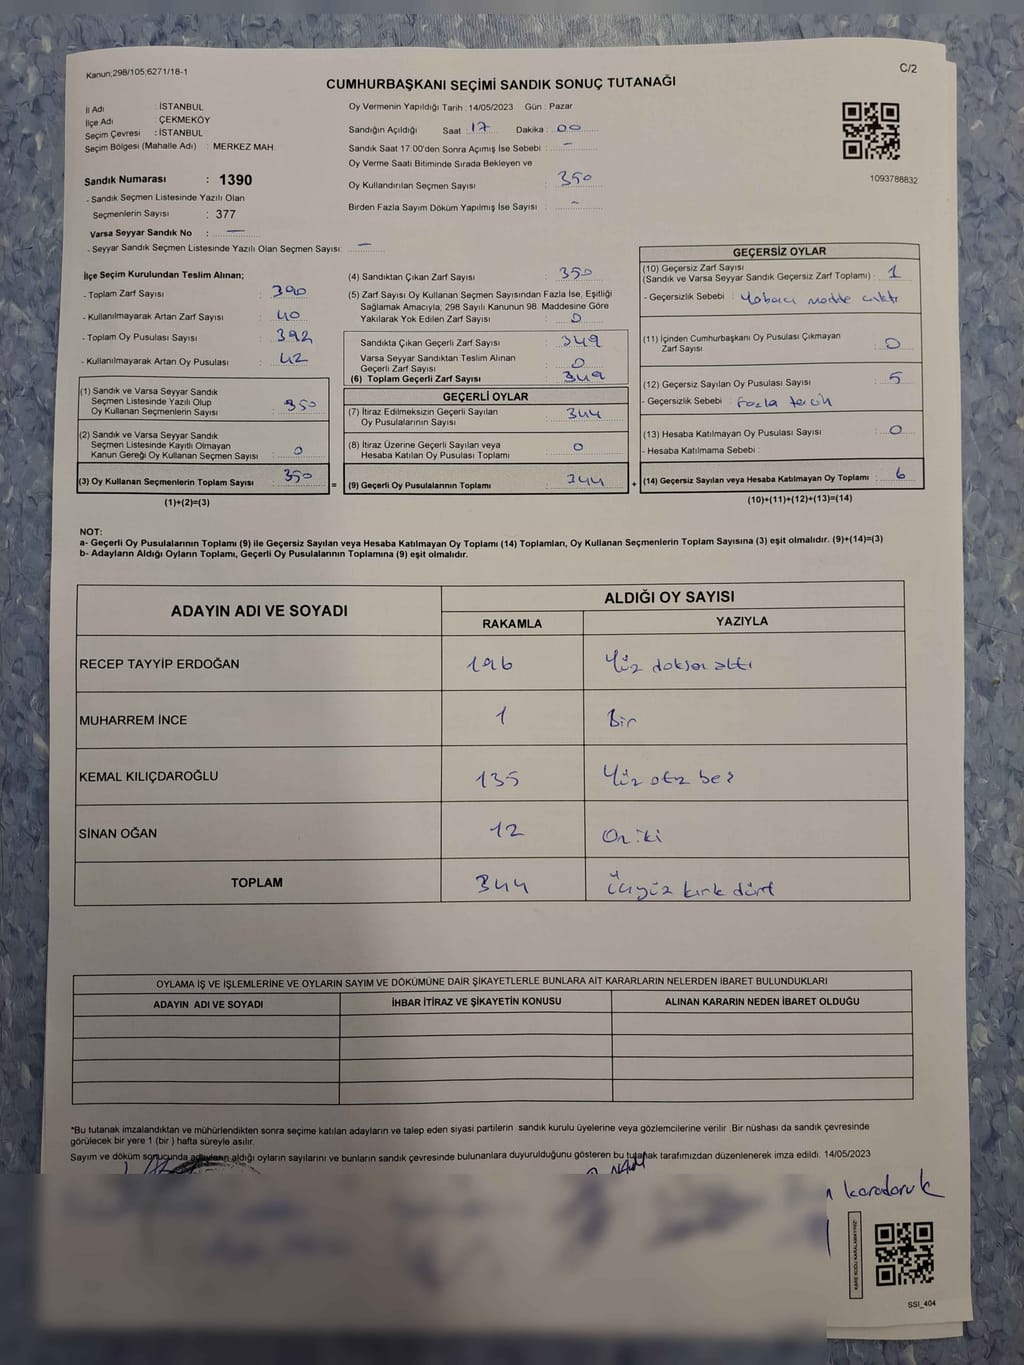 Kanun;298/105,6271/18-1
C/2
CUMHURBAŞKANI SEÇİMİ SANDIK SONUÇ TUTANAĞI
İl Adı : İSTANBUL
İlçe Adı : ÇEKMEKÖY
Seçim Çevresi : İSTANBUL
Seçim Bölgesi (Mahalle Adı) : MERKEZ MAH.
Sandık Numarası : 1390
- Sandık Seçmen Listesinde Yazılı Olan
Seçmenlerin Sayısı : 377
Varsa Seyyar Sandık No : —
- Seyyar Sandık Seçmen Listesinde Yazılı Olan Seçmen Sayısı: —
Oy Vermenin Yapıldığı Tarih : 14/05/2023 Gün : Pazar
Sandığın Açıldığı Saat : 17 Dakika : 00
Sandık Saat 17:00'den Sonra Açımış İse Sebebi : —
Oy Verme Saati Bitiminde Sırada Bekleyen ve
Oy Kullandırılan Seçmen Sayısı : 350
Birden Fazla Sayım Döküm Yapılmış İse Sayısı : -
1093788832
İlçe Seçim Kurulundan Teslim Alınan;
- Toplam Zarf Sayısı : 390
- Kullanılmayarak Artan Zarf Sayısı : 40
- Toplam Oy Pusulası Sayısı : 392
- Kullanılmayarak Artan Oy Pusulası : 42
(1) Sandık ve Varsa Seyyar Sandık
Seçmen Listesinde Yazılı Olup
Oy Kullanan Seçmenlerin Sayısı : 350
(2) Sandık ve Varsa Seyyar Sandık
Seçmen Listesinde Kayıtlı Olmayan
Kanun Gereği Oy Kullanan Seçmen Sayısı : 0
(3) Oy Kullanan Seçmenlerin Toplam Sayısı : 350
(1)+(2)=(3)
=
(4) Sandıktan Çıkan Zarf Sayısı : 350
(5) Zarf Sayısı Oy Kullanan Seçmen Sayısından Fazla İse, Eşitliği
Sağlamak Amacıyla, 298 Sayılı Kanunun 98. Maddesine Göre
Yakılarak Yok Edilen Zarf Sayısı : 0
Sandıkta Çıkan Geçerli Zarf Sayısı : 349
Varsa Seyyar Sandıktan Teslim Alınan
Geçerli Zarf Sayısı : 0
(6) Toplam Geçerli Zarf Sayısı : 349
GEÇERLİ OYLAR
(7) İtiraz Edilmeksizin Geçerli Sayılan
Oy Pusulalarının Sayısı : 344
(8) İtiraz Üzerine Geçerli Sayılan veya
Hesaba Katılan Oy Pusulası Toplamı : 0
(9) Geçerli Oy Pusulalarının Toplamı : 344
+
GEÇERSİZ OYLAR
(10) Geçersiz Zarf Sayısı
(Sandık ve Varsa Seyyar Sandık Geçersiz Zarf Toplamı) : 1
- Geçersizlik Sebebi : Yabancı madde çıktı
(11) İçinden Cumhurbaşkanı Oy Pusulası Çıkmayan
Zarf Sayısı : 0
(12) Geçersiz Sayılan Oy Pusulası Sayısı : 5
- Geçersizlik Sebebi : Fazla tercih
(13) Hesaba Katılmayan Oy Pusulası Sayısı : 0
- Hesaba Katılmama Sebebi :
(14) Geçersiz Sayılan veya Hesaba Katılmayan Oy Toplamı : 6
(10)+(11)+(12)+(13)=(14)
NOT:
a- Geçerli Oy Pusulalarının Toplamı (9) ile Geçersiz Sayılan veya Hesaba Katılmayan Oy Toplamı (14) Toplamları, Oy Kullanan Seçmenlerin Toplam Sayısına (3) eşit olmalıdır. (9)+(14)=(3)
b- Adayların Aldığı Oyların Toplamı, Geçerli Oy Pusulalarının Toplamına (9) eşit olmalıdır.
ADAYIN ADI VE SOYADI ALDIĞI OY SAYISI
RAKAMLA YAZIYLA
RECEP TAYYİP ERDOĞAN 196 Yüz doksan altı
MUHARREM İNCE 1 Bir
KEMAL KILIÇDAROĞLU 135 Yüz otuz beş
SİNAN OĞAN 12 On iki
TOPLAM 344 Üçyüz kırk dört
OYLAMA İŞ VE İŞLEMLERİNE VE OYLARIN SAYIM VE DÖKÜMÜNE DAİR ŞİKAYETLERLE BUNLARA AİT KARARLARIN NELERDEN İBARET BULUNDUKLARI
ADAYIN ADI VE SOYADI İHBAR İTİRAZ VE ŞİKAYETİN KONUSU ALINAN KARARIN NEDEN İBARET OLDUĞU
*Bu tutanak imzalandıktan ve mühürlendikten sonra seçime katılan adayların ve talep eden siyasi partilerin sandık kurulu üyelerine veya gözlemcilerine verilir. Bir nüshası da sandık çevresinde
görülecek bir yere 1 (bir ) hafta süreyle asılır.
Sayım ve döküm sonucunda adayların aldığı oyların sayılarını ve bunların sandık çevresinde bulunanlara duyurulduğunu gösteren bu tutanak tarafımızdan düzenlenerek imza edildi. 14/05/2023
karadoruk
KARE KODU KARALAMAYINIZ!
SSI_404